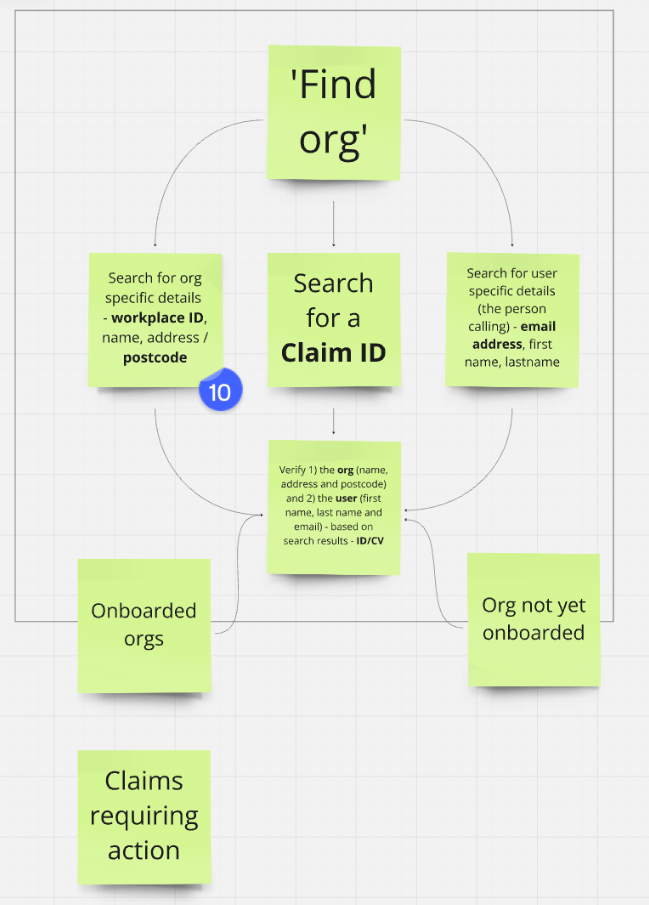 'Find
org'
Search for org
specific details
- workplace ID,
name, address /
postcode
10
Search
for a
Claim ID
Search for user
specific details
(the person
calling) - email
address, first
name, lastname
Verify 1) the org (name,
address and postcode)
and 2) the user (first
name, last name and
email) - based on
search results - ID/CV
Onboarded
orgs
Org not yet
onboarded
Claims
requiring
action